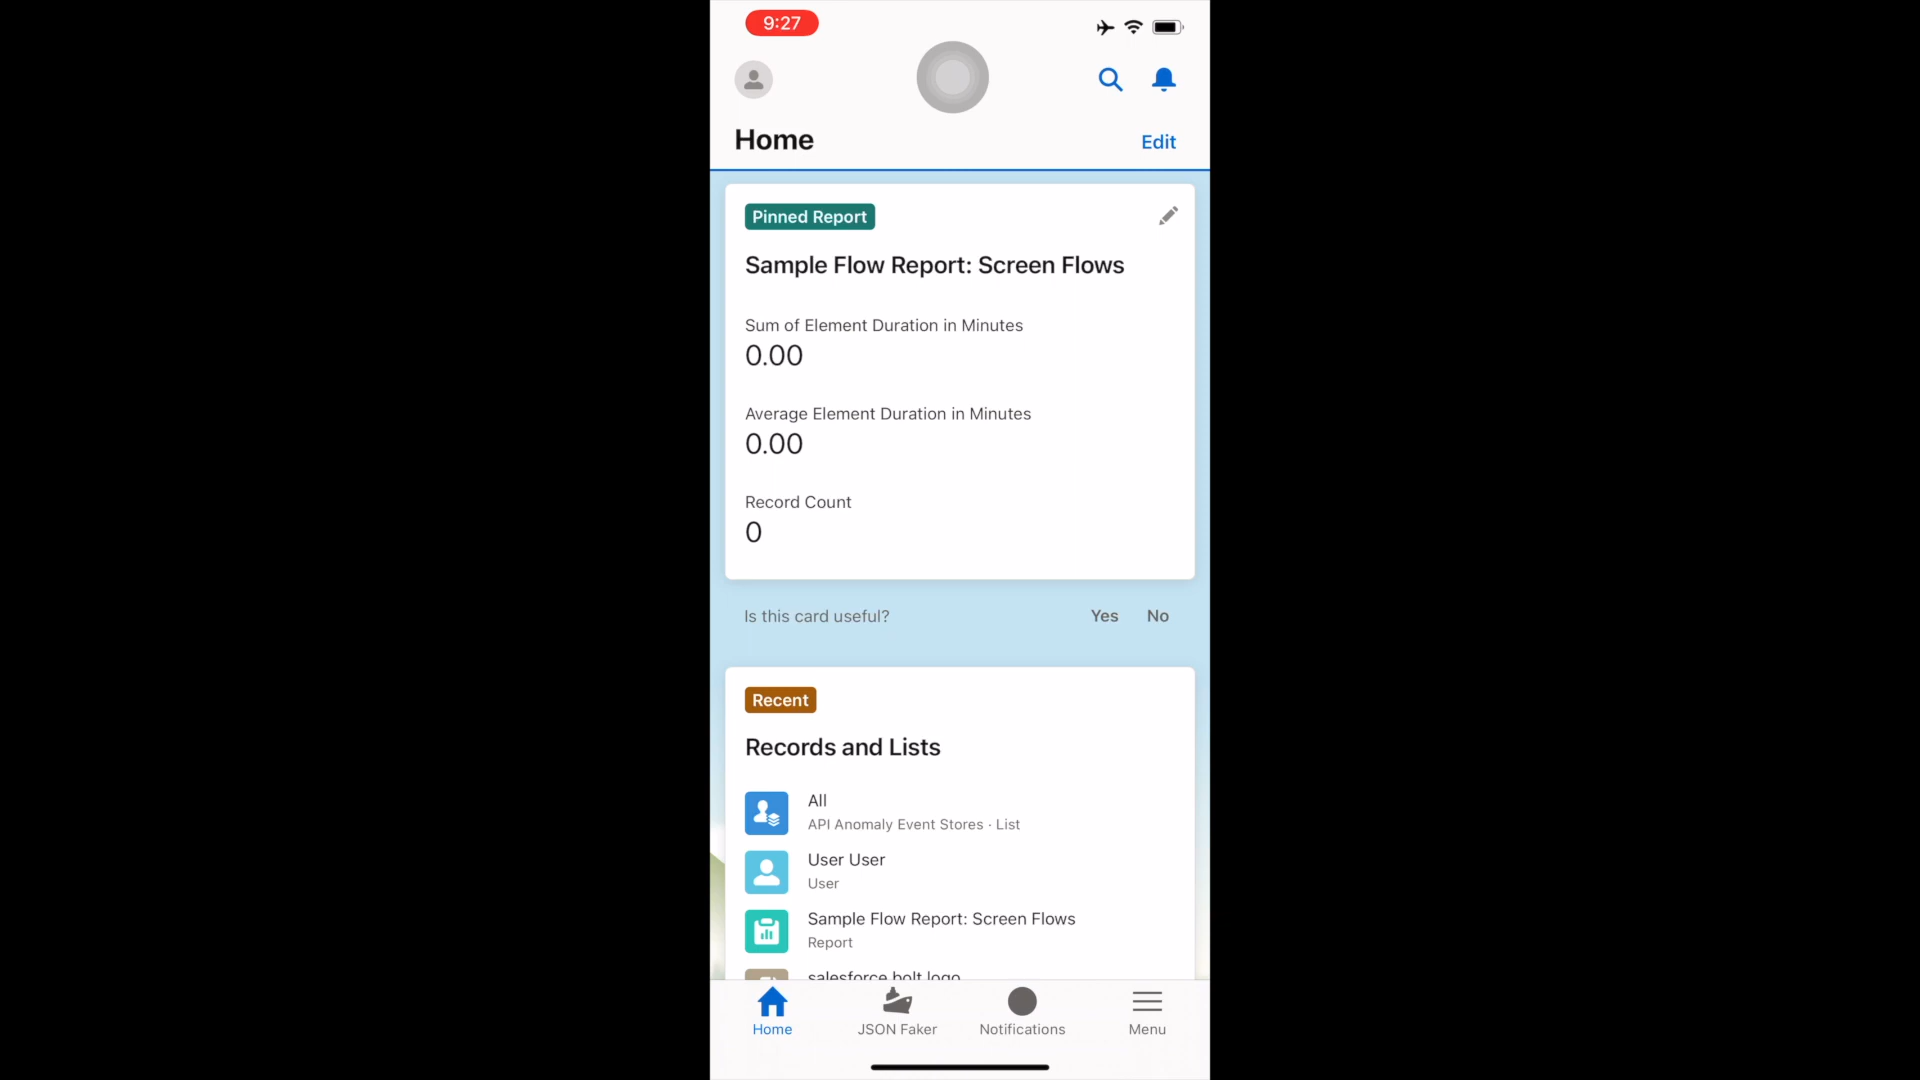 9:27
Home
Edit
Pinned Report
Sample Flow Report: Screen Flows
Sum of Element Duration in Minutes
0.00
Average Element Duration in Minutes
0.00
Record Count
0
Is this card useful?
Yes
No
Recent
Records and Lists
All
API Anomaly Event Stores · List
User User
User
Sample Flow Report: Screen Flows
Report
salesforce bolt logo
Home
JSON Faker
Notifications
Menu